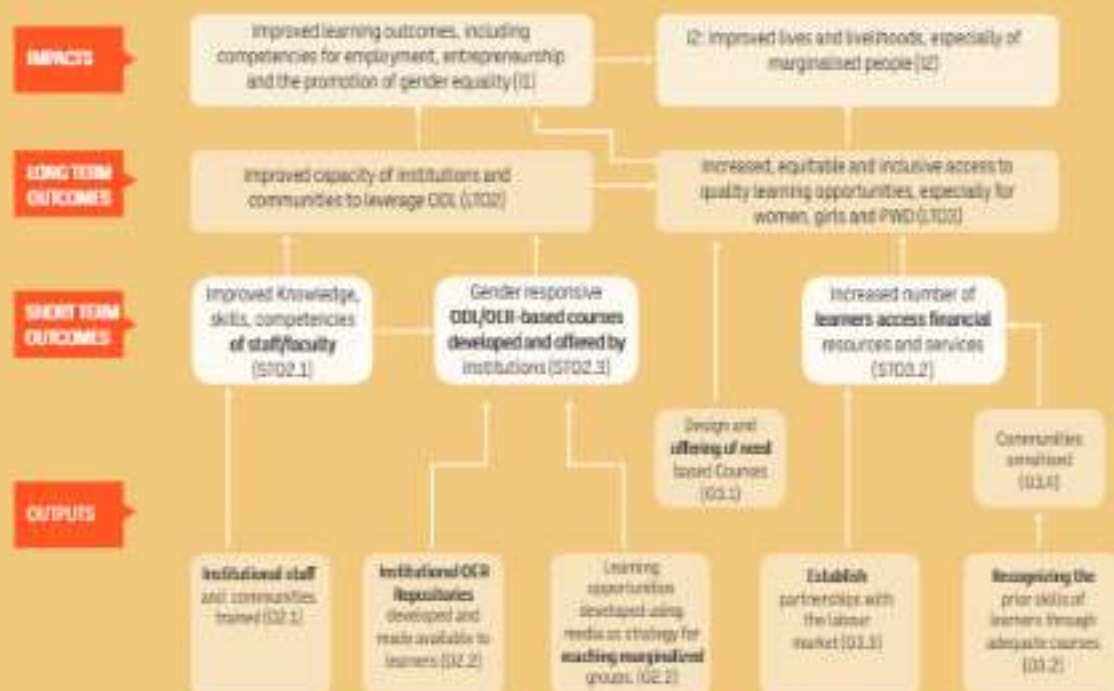 IMPACTS
Improved learning outcomes, including
competencies for employment, entrepreneurship
and the promotion of gender equality (I1)
I2: Improved lives and livelihoods, especially of
marginalised people (I2)
LONG TERM
OUTCOMES
Improved capacity of institutions and
communities to leverage ODL (LTO2)
Increased, equitable and inclusive access to
quality learning opportunities, especially for
women, girls and PWD (LTO3)
SHORT TERM
OUTCOMES
Improved Knowledge,
skills, competencies
of staff/faculty
(STO2.1)
Gender responsive
ODL/OER-based courses
developed and offered by
institutions (STO2.3)
Increased number of
learners access financial
resources and services
(STO3.2)
Design and
offering of need
based Courses
(O3.1)
Communities
sensitised
(O3.4)
OUTPUTS
Institutional staff
and communities
trained (O2.1)
Institutional OER
Repositories
developed and
made available to
learners (O2.2)
Learning
opportunities
developed using
media as strategy for
reaching marginalized
groups. (O2.2)
Establish
partnerships with
the labour
market (O3.3)
Recognizing the
prior skills of
learners through
adequate courses
(O3.2)